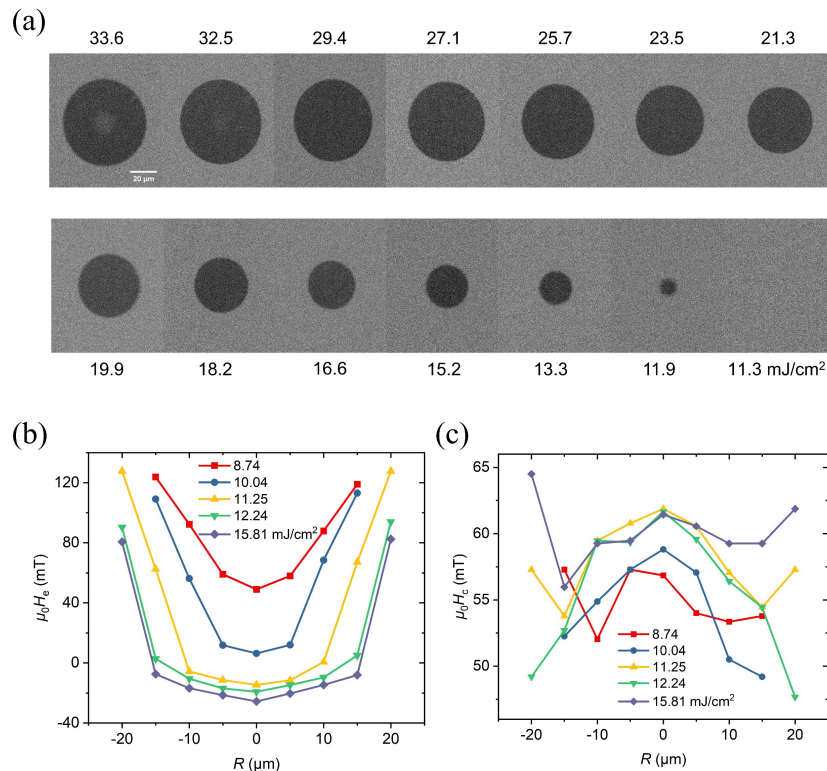 (a)
33.6 32.5 29.4 27.1 25.7 23.5 21.3
20 μm
19.9 18.2 16.6 15.2 13.3 11.9 11.3 mJ/cm²
(b)
120
80
40
0
-40
μ₀Hₑ (mT)
8.74
10.04
11.25
12.24
15.81 mJ/cm²
-20 -10 0 10 20
R (μm)
(c)
65
60
55
50
μ₀H꜀ (mT)
8.74
10.04
11.25
12.24
15.81 mJ/cm²
-20 -10 0 10 20
R (μm)